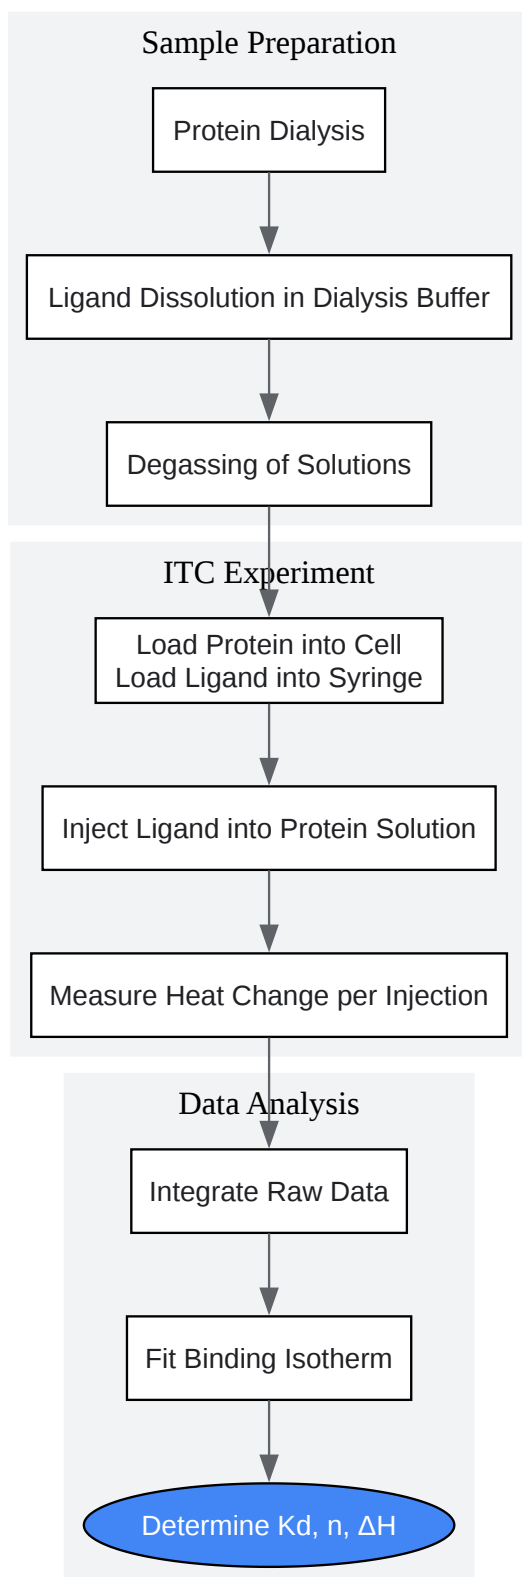 Sample Preparation
Protein Dialysis
Ligand Dissolution in Dialysis Buffer
Degassing of Solutions
ITC Experiment
Load Protein into Cell
Load Ligand into Syringe
Inject Ligand into Protein Solution
Measure Heat Change per Injection
Data Analysis
Integrate Raw Data
Fit Binding Isotherm
Determine Kd, n, ΔH